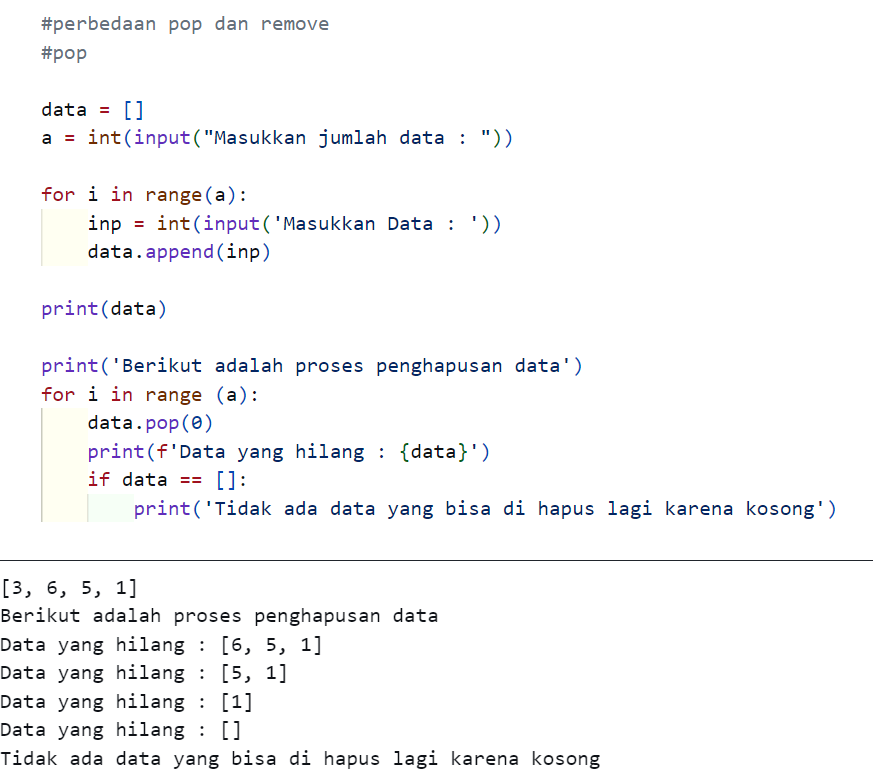 #perbedaan pop dan remove
#pop
data = []
a = int(input("Masukkan jumlah data : "))
for i in range(a):
    inp = int(input('Masukkan Data : '))
    data.append(inp)
print(data)
print('Berikut adalah proses penghapusan data')
for i in range (a):
    data.pop(0)
    print(f'Data yang hilang : {data}')
    if data == []:
        print('Tidak ada data yang bisa di hapus lagi karena kosong')
[3, 6, 5, 1]
Berikut adalah proses penghapusan data
Data yang hilang : [6, 5, 1]
Data yang hilang : [5, 1]
Data yang hilang : [1]
Data yang hilang : []
Tidak ada data yang bisa di hapus lagi karena kosong